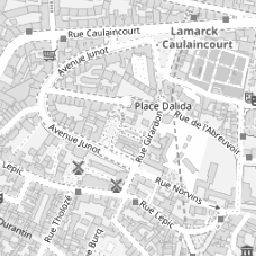 Rue Caulaincourt
Lamarck -
Caulaincourt
Avenue Junot
Place Dalida
Rue Girardon
Rue de l'Abreuvoir
Avenue Junot
Lepic
Rue Norvins
Rue Tholozé
Rue Lepic
Durantin
Rue Burq